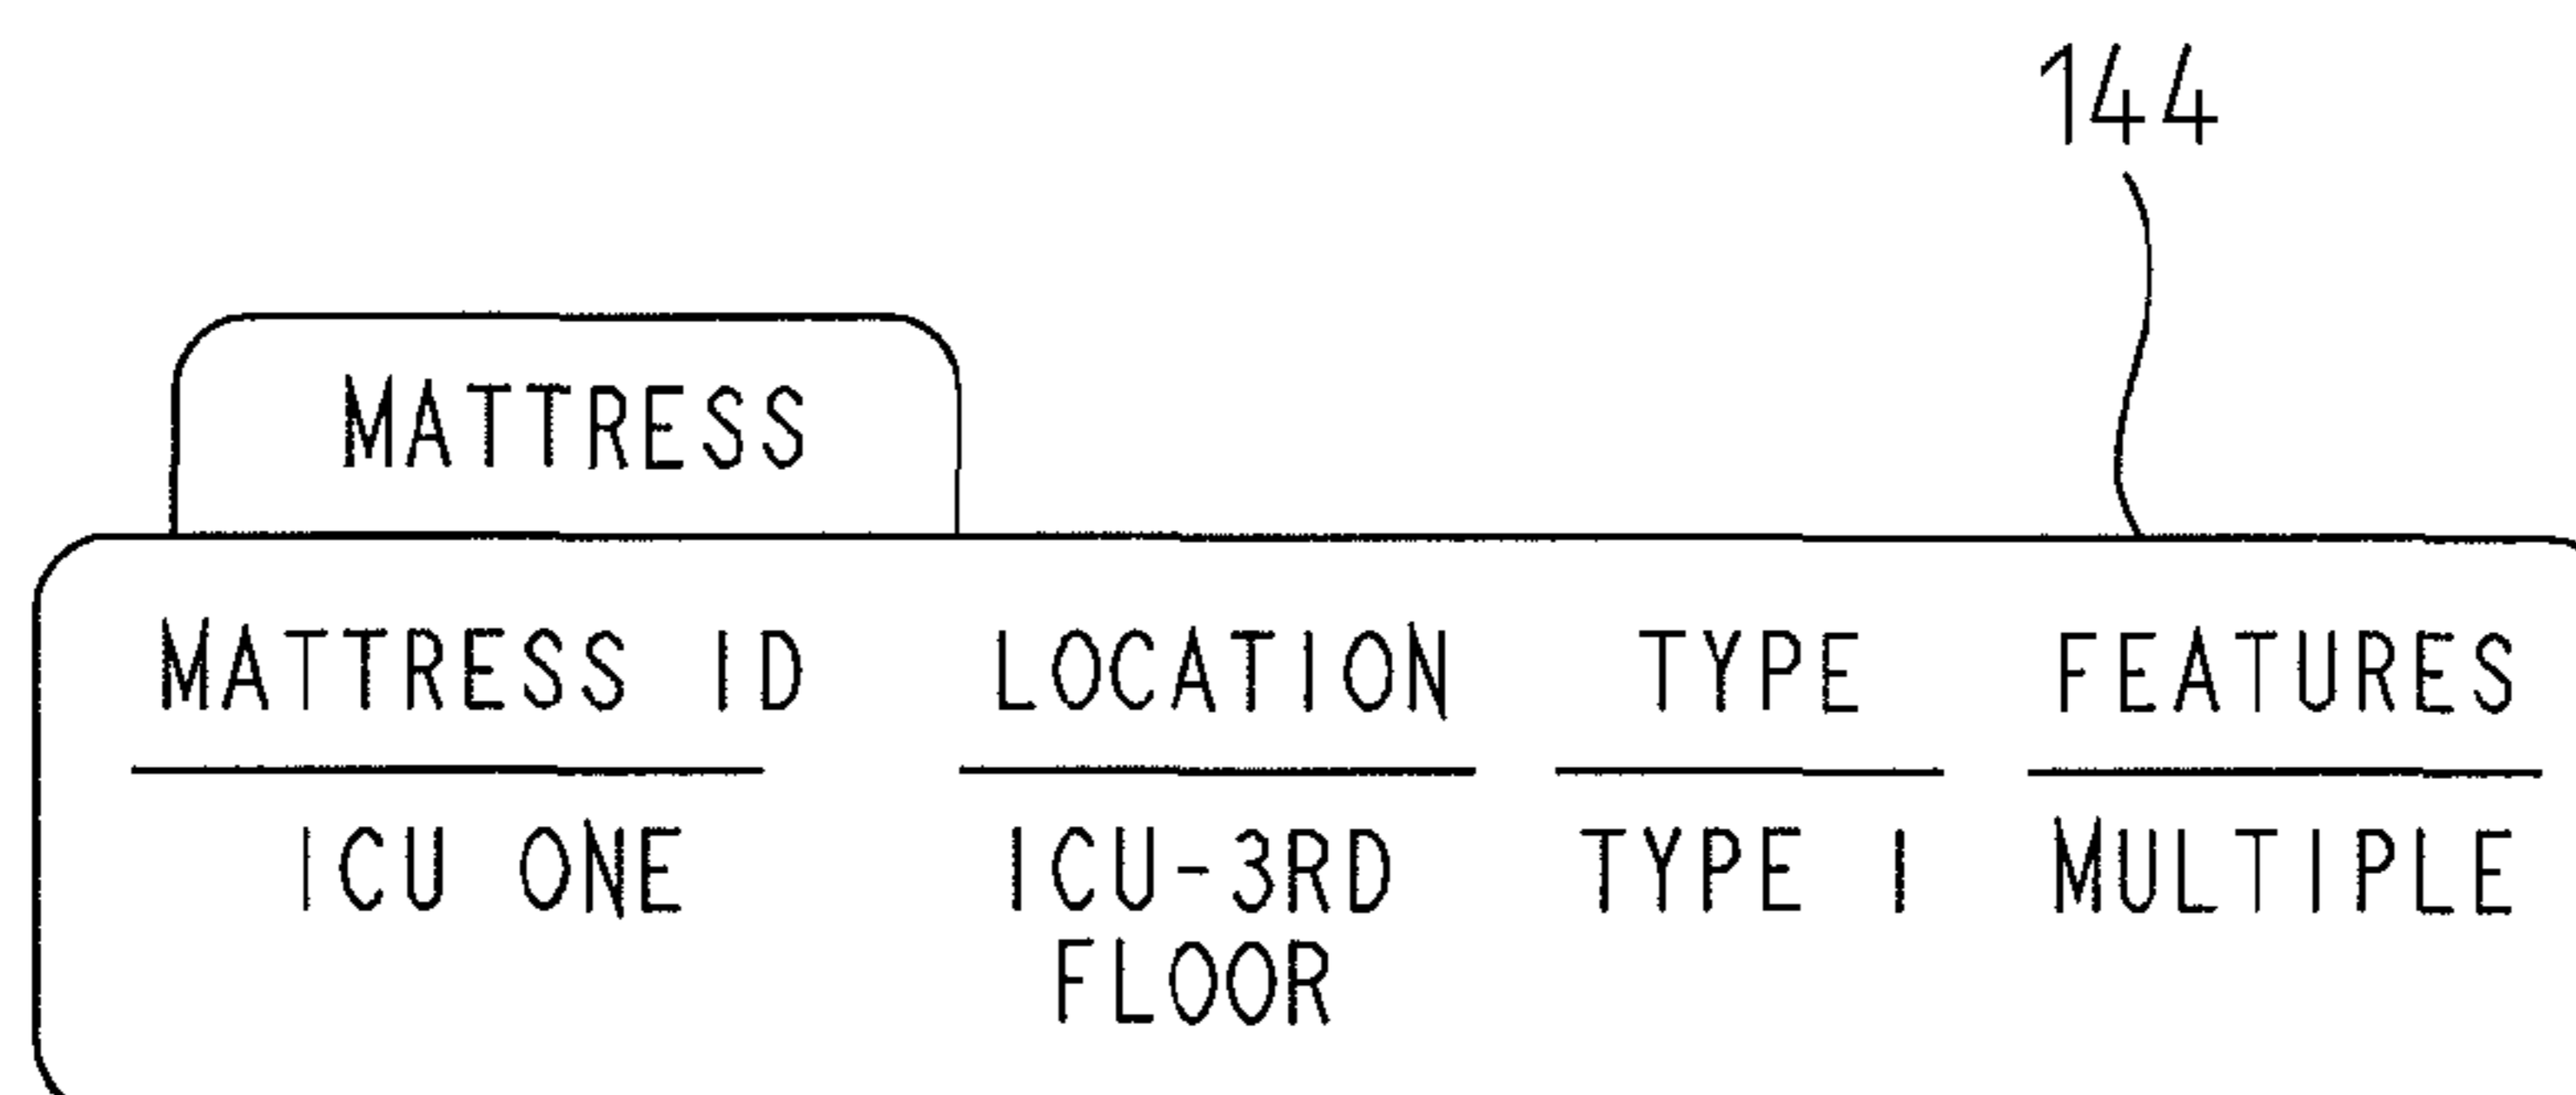 144
MATTRESS
MATTRESS ID LOCATION TYPE FEATURES
ICU ONE ICU-3RD TYPE I MULTIPLE
FLOOR